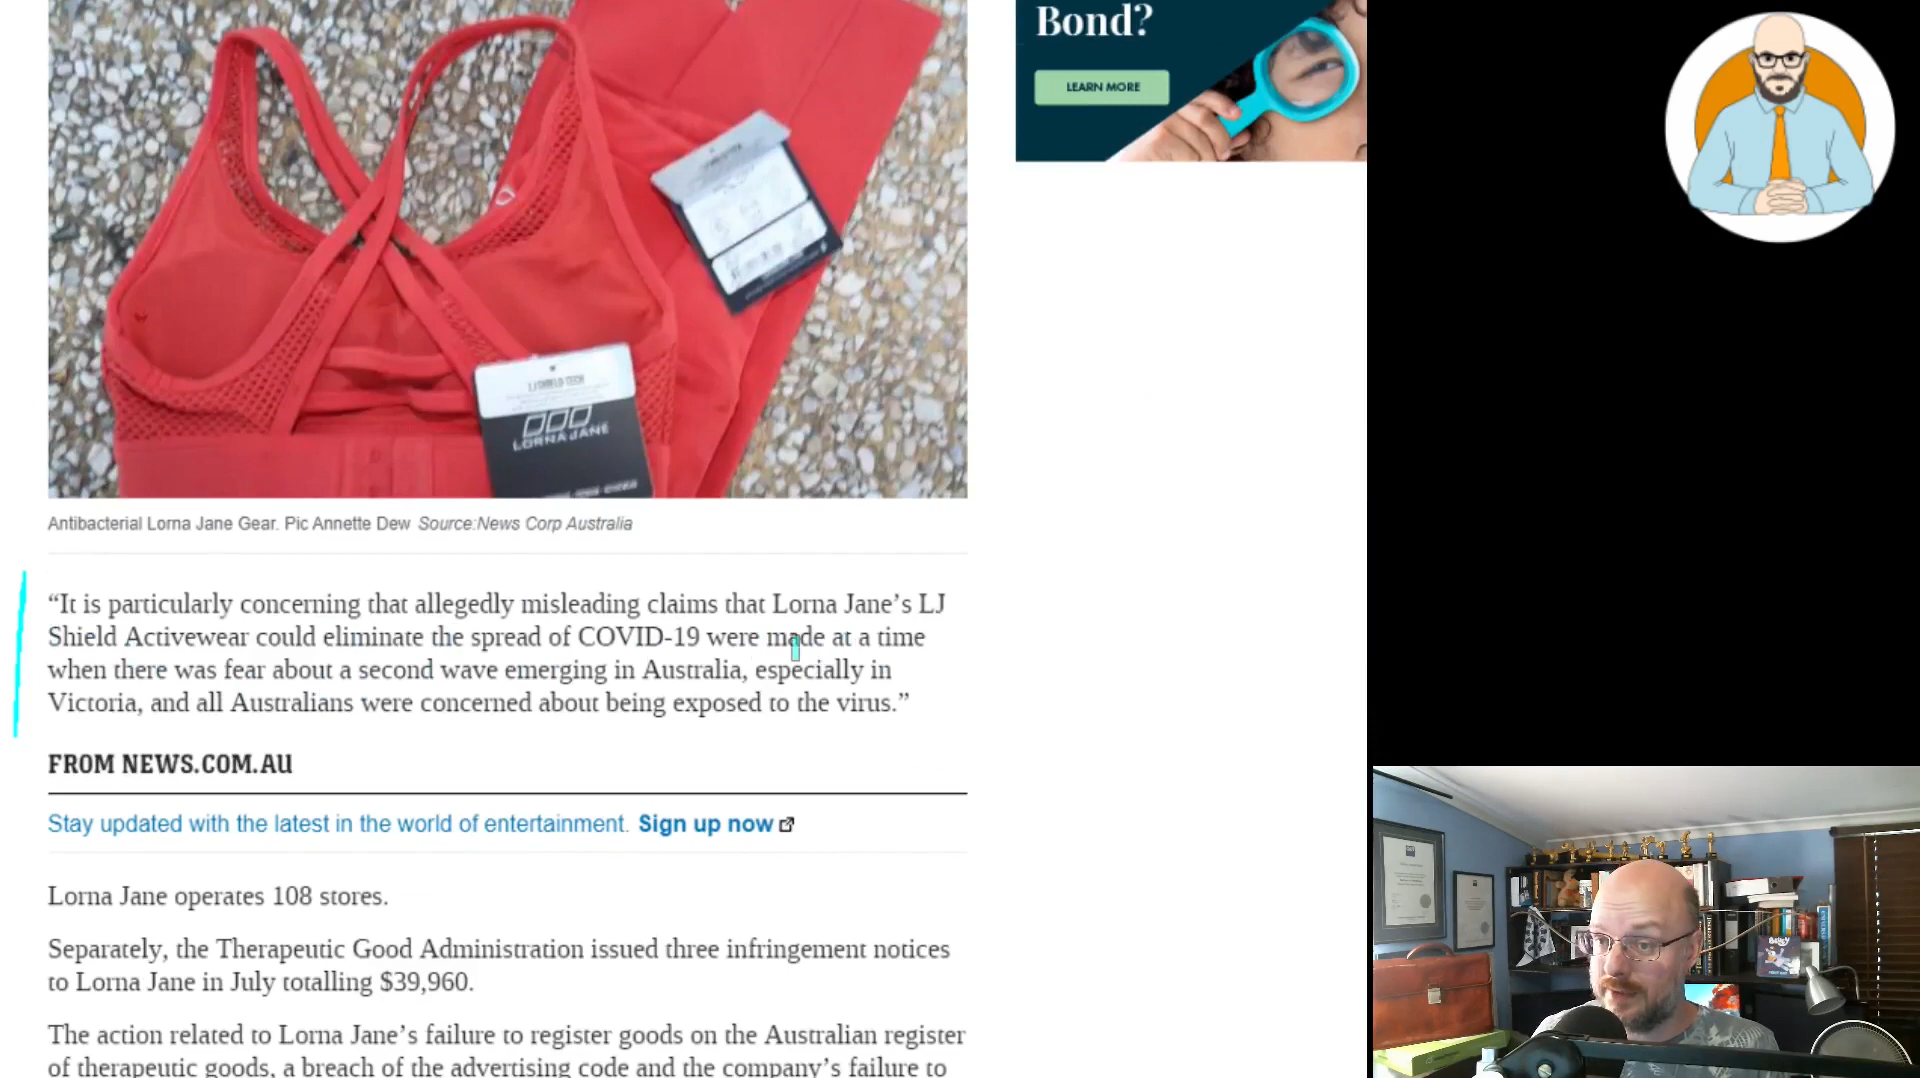 Bond?
LEARN MORE
LJ SHIELD TECH
LORNA JANE
Antibacterial Lorna Jane Gear. Pic Annette Dew Source:News Corp Australia
“It is particularly concerning that allegedly misleading claims that Lorna Jane’s LJ
Shield Activewear could eliminate the spread of COVID-19 were made at a time
when there was fear about a second wave emerging in Australia, especially in
Victoria, and all Australians were concerned about being exposed to the virus.”
FROM NEWS.COM.AU
Stay updated with the latest in the world of entertainment. Sign up now
Lorna Jane operates 108 stores.
Separately, the Therapeutic Good Administration issued three infringement notices
to Lorna Jane in July totalling $39,960.
The action related to Lorna Jane’s failure to register goods on the Australian register
of therapeutic goods, a breach of the advertising code and the company’s failure to